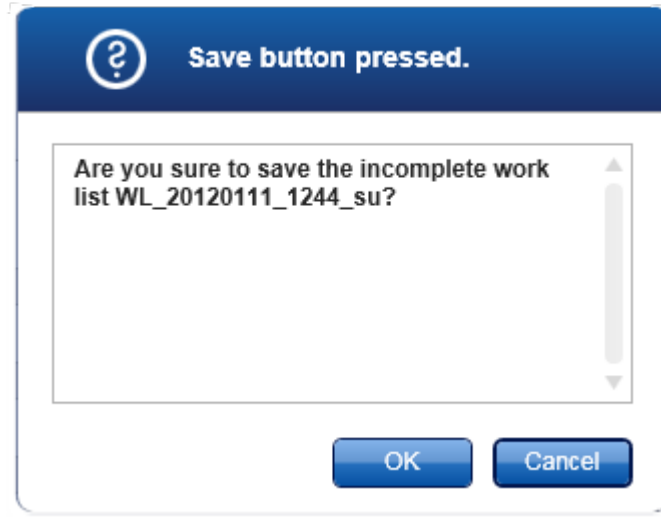 Save button pressed.
Are you sure to save the incomplete work
list WL_20120111_1244_su?
OK
Cancel